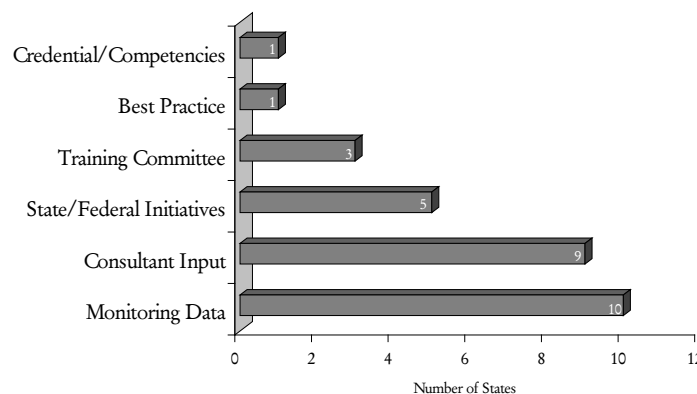 Credential/Competencies
1
Best Practice
1
Training Committee
3
State/Federal Initiatives
5
Consultant Input
9
Monitoring Data
10
0 2 4 6 8 10 12
Number of States